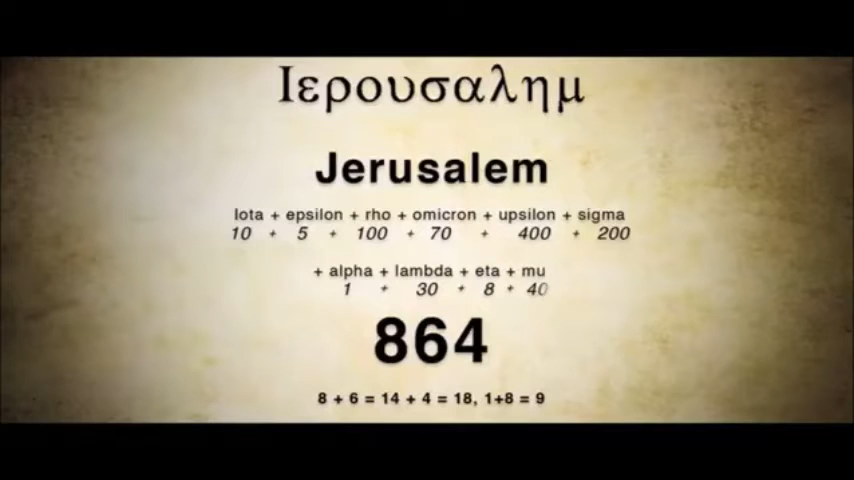 Ιερουσαλημ
Jerusalem
Iota + epsilon + rho + omicron + upsilon + sigma
10 + 5 + 100 + 70 + 400 + 200
+ alpha + lambda + eta + mu
1 + 30 + 8 + 40
864
8 + 6 = 14 + 4 = 18, 1+8 = 9